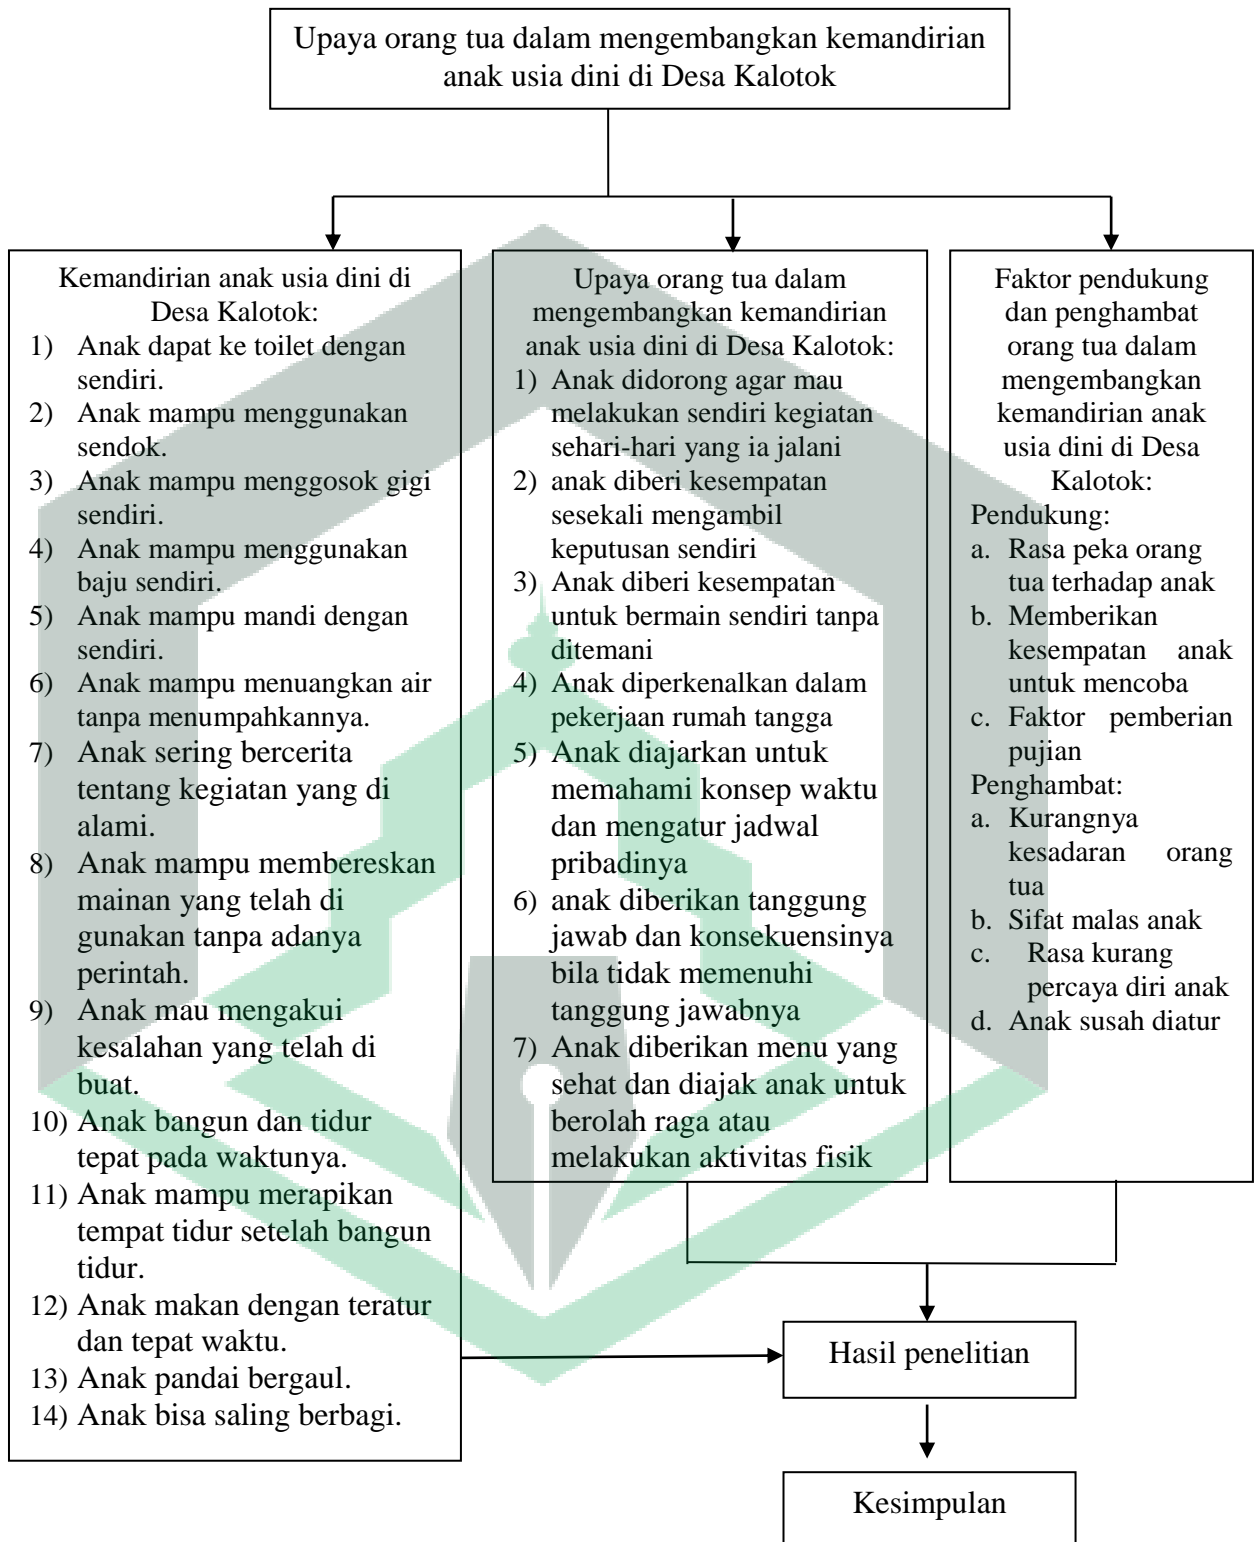 Upaya orang tua dalam mengembangkan kemandirian
anak usia dini di Desa Kalotok
Kemandirian anak usia dini di
Desa Kalotok:
1) Anak dapat ke toilet dengan
sendiri.
2) Anak mampu menggunakan
sendok.
3) Anak mampu menggosok gigi
sendiri.
4) Anak mampu menggunakan
baju sendiri.
5) Anak mampu mandi dengan
sendiri.
6) Anak mampu menuangkan air
tanpa menumpahkannya.
7) Anak sering bercerita
tentang kegiatan yang di
alami.
8) Anak mampu membereskan
mainan yang telah di
gunakan tanpa adanya
perintah.
9) Anak mau mengakui
kesalahan yang telah di
buat.
10) Anak bangun dan tidur
tepat pada waktunya.
11) Anak mampu merapikan
tempat tidur setelah bangun
tidur.
12) Anak makan dengan teratur
dan tepat waktu.
13) Anak pandai bergaul.
14) Anak bisa saling berbagi.
Upaya orang tua dalam
mengembangkan kemandirian
anak usia dini di Desa Kalotok:
1) Anak didorong agar mau
melakukan sendiri kegiatan
sehari-hari yang ia jalani
2) anak diberi kesempatan
sesekali mengambil
keputusan sendiri
3) Anak diberi kesempatan
untuk bermain sendiri tanpa
ditemani
4) Anak diperkenalkan dalam
pekerjaan rumah tangga
5) Anak diajarkan untuk
memahami konsep waktu
dan mengatur jadwal
pribadinya
6) anak diberikan tanggung
jawab dan konsekuensinya
bila tidak memenuhi
tanggung jawabnya
7) Anak diberikan menu yang
sehat dan diajak anak untuk
berolah raga atau
melakukan aktivitas fisik
Faktor pendukung
dan penghambat
orang tua dalam
mengembangkan
kemandirian anak
usia dini di Desa
Kalotok:
Pendukung:
a. Rasa peka orang
tua terhadap anak
b. Memberikan
kesempatan anak
untuk mencoba
c. Faktor pemberian
pujian
Penghambat:
a. Kurangnya
kesadaran orang
tua
b. Sifat malas anak
c. Rasa kurang
percaya diri anak
d. Anak susah diatur
Hasil penelitian
Kesimpulan